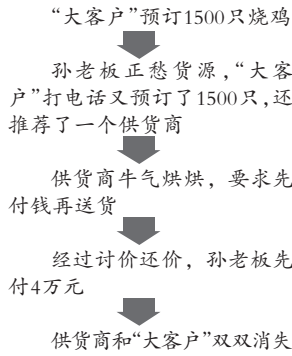 “大客户”预订1500只烧鸡
孙老板正愁货源，“大客
户”打电话又预订了1500只，还
推荐了一个供货商
供货商牛气烘烘，要求先
付钱再送货
经过讨价还价，孙老板先
付4万元
供货商和“大客户”双双消失